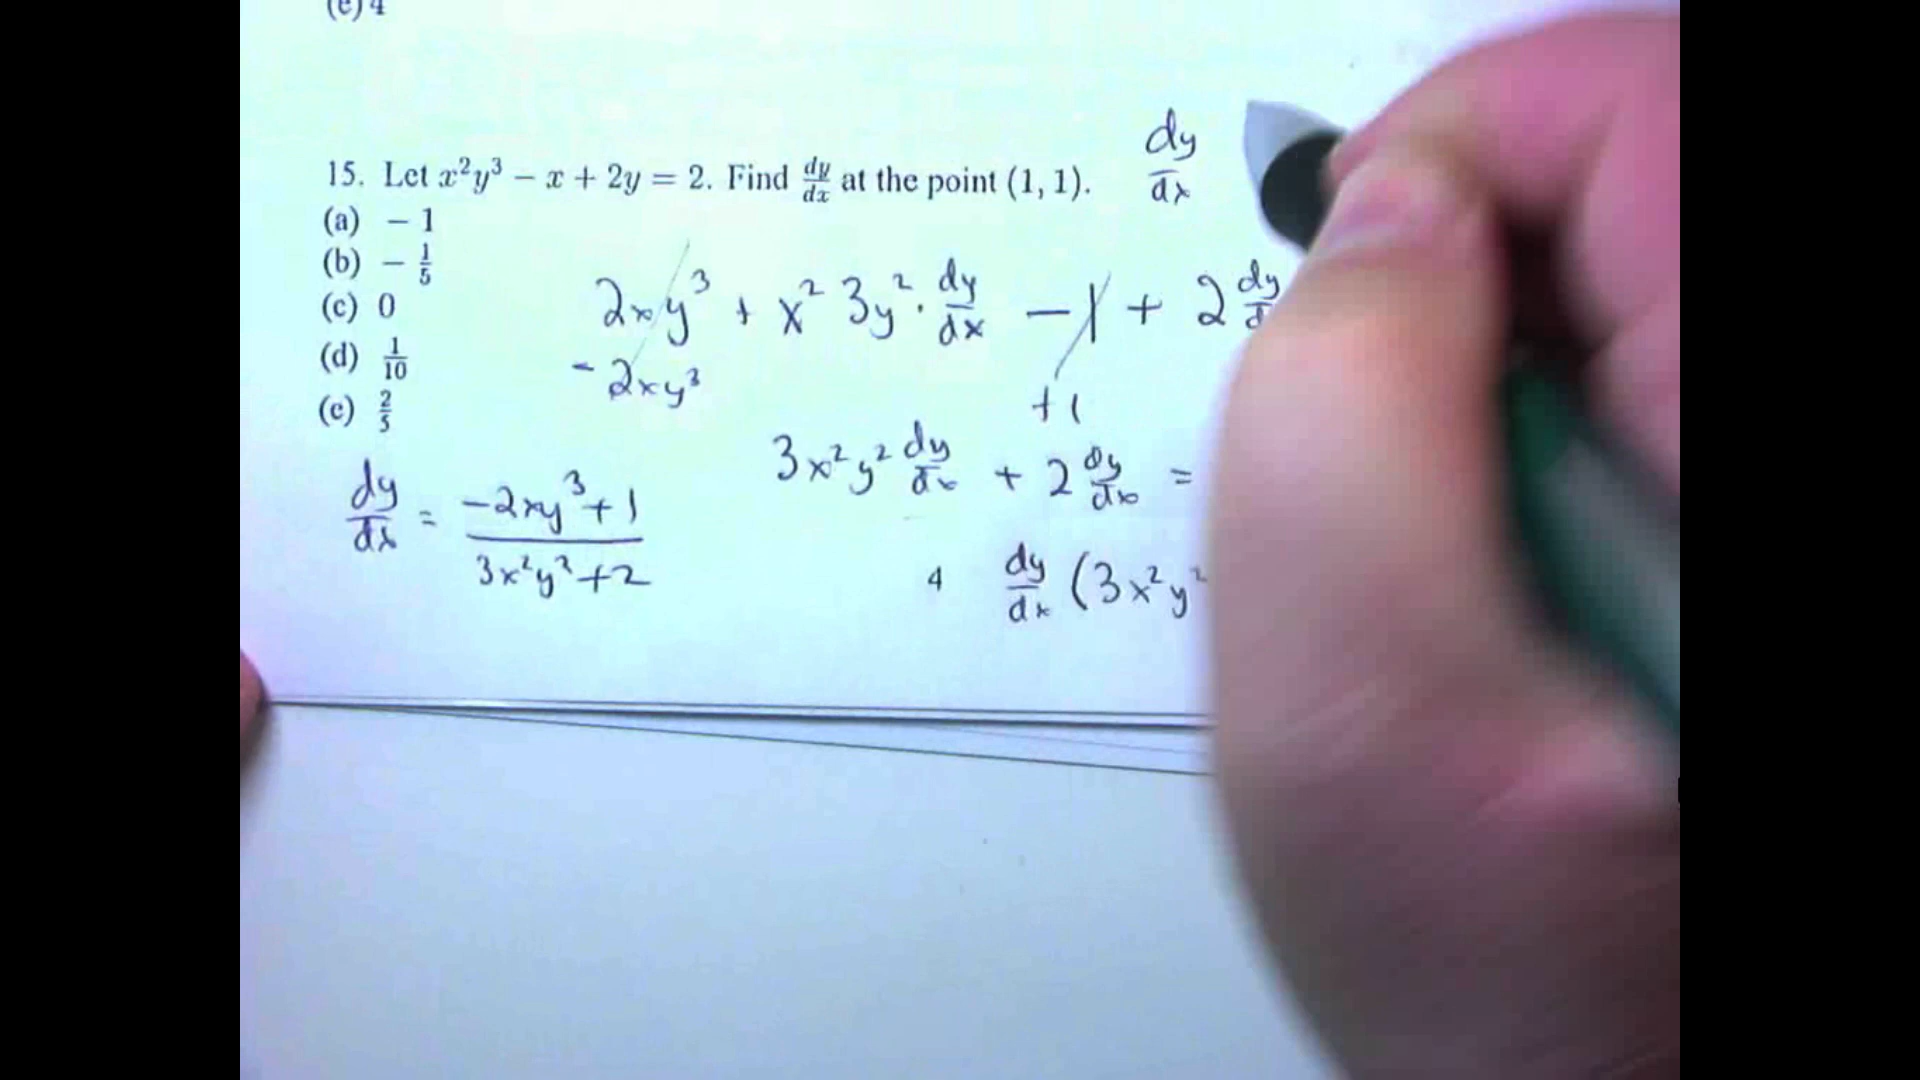 (e) 4
15. Let x²y³ − x + 2y = 2. Find dy/dx at the point (1, 1).
dy/dx
(a) − 1
(b) − 1/5
(c) 0
(d) 1/10
(e) 2/5
2xy³ + x² 3y² · dy/dx − 1 + 2 dy/d
− 2xy³
+1
3x²y² dy/dx + 2 dy/dx =
dy/dx = −2xy³+1 / 3x²y²+2
4
dy/dx (3x²y²